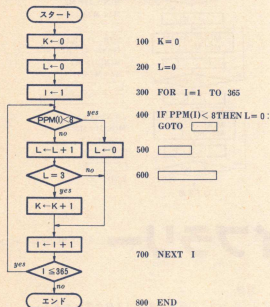 スタート
K←0
L←0
I←1
PPM(I)<8
yes
no
L←L+1
L←0
L=3
no
yes
K←K+1
I←I+1
yes
I≦365
no
エンド
100 K=0
200 L=0
300 FOR I=1 TO 365
400 IF PPM(I)<8THEN L=0:
GOTO
500
600
700 NEXT I
800 END